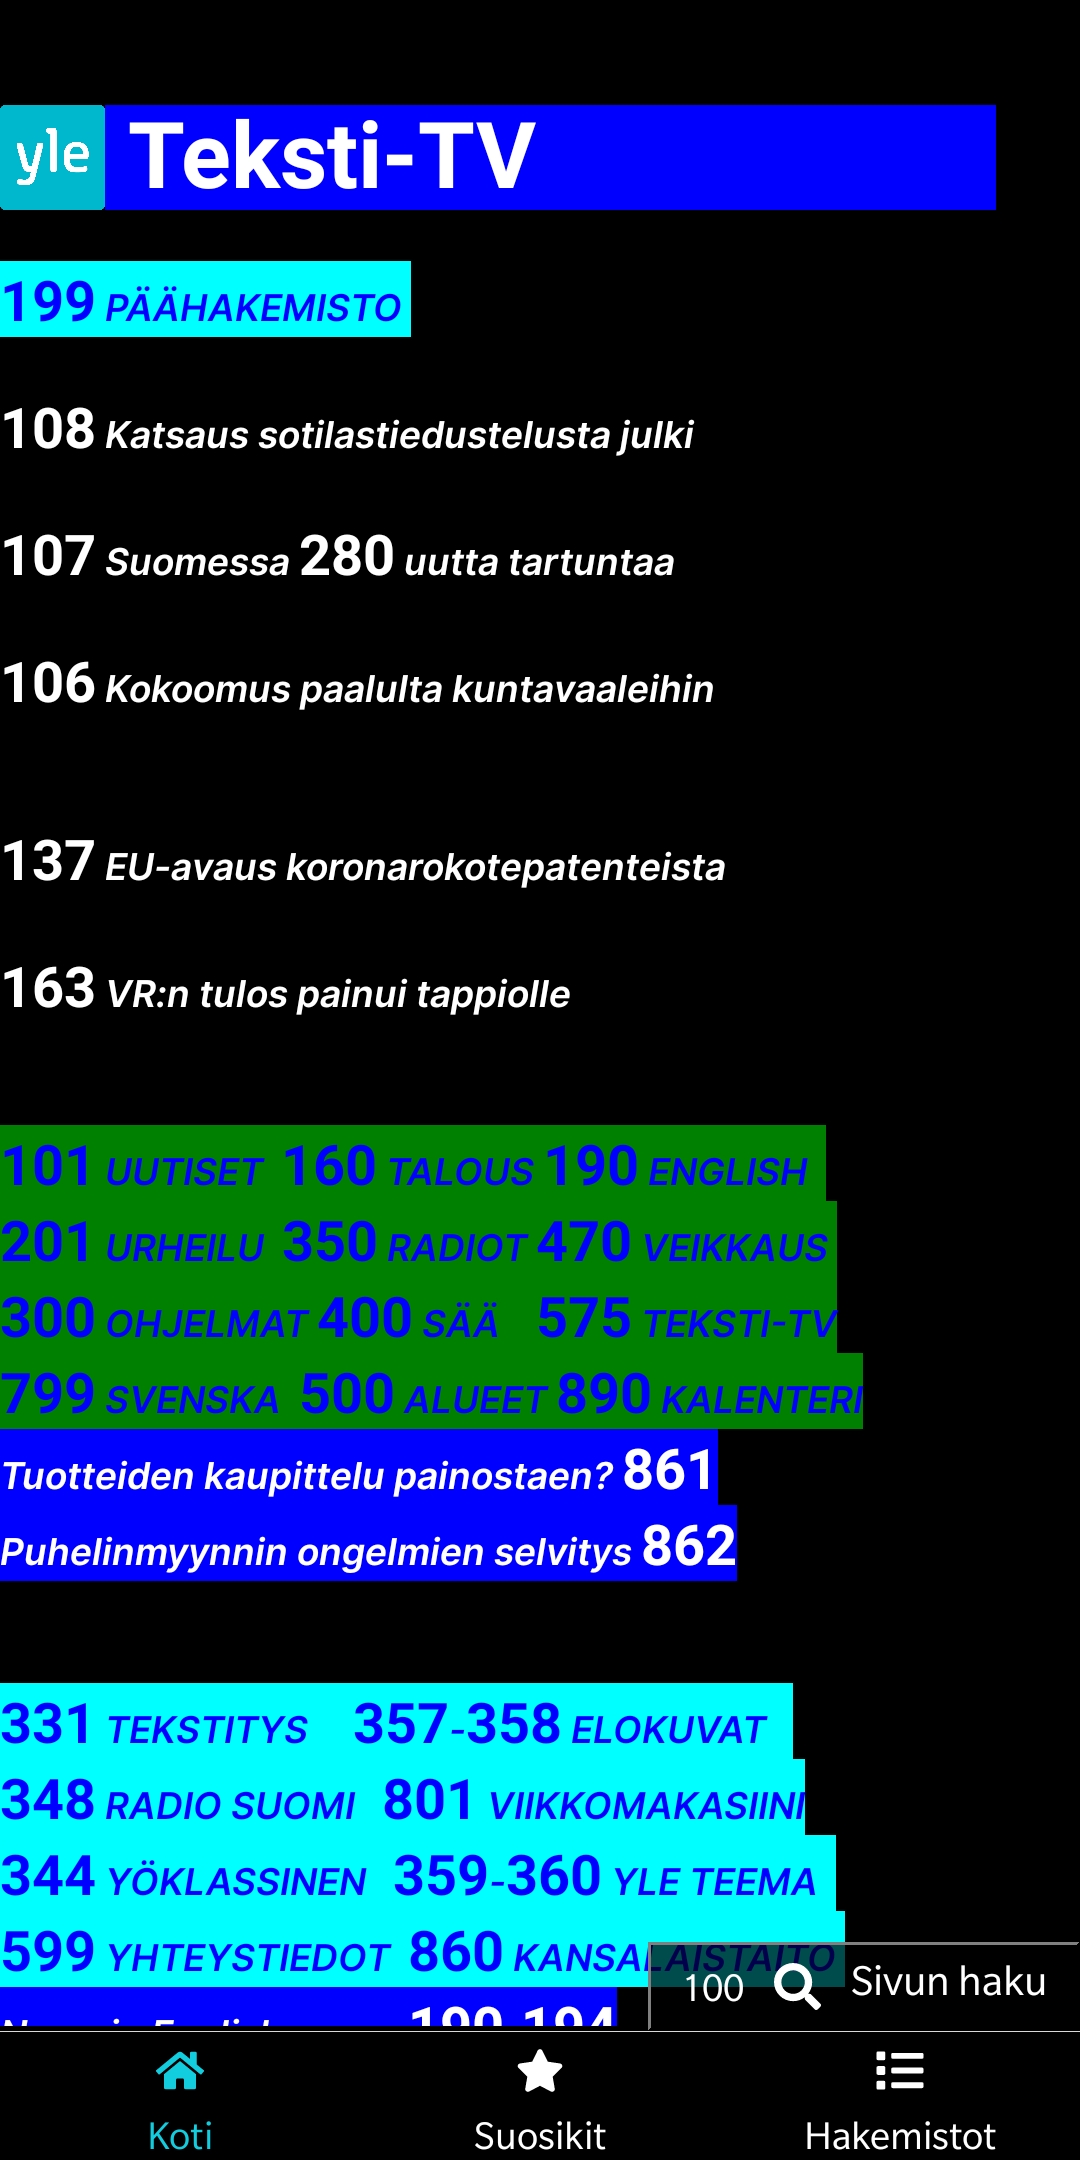 yle Teksti-TV
199 PÄÄHAKEMISTO
108 Katsaus sotilastiedustelusta julki
107 Suomessa 280 uutta tartuntaa
106 Kokoomus paalulta kuntavaaleihin
137 EU-avaus koronarokotepatenteista
163 VR:n tulos painui tappiolle
101 UUTISET 160 TALOUS 190 ENGLISH
201 URHEILU 350 RADIOT 470 VEIKKAUS
300 OHJELMAT 400 SÄÄ 575 TEKSTI-TV
799 SVENSKA 500 ALUEET 890 KALENTERI
Tuotteiden kaupittelu painostaen? 861
Puhelinmyynnin ongelmien selvitys 862
331 TEKSTITYS 357-358 ELOKUVAT
348 RADIO SUOMI 801 VIIKKOMAKASIINI
344 YÖKLASSINEN 359-360 YLE TEEMA
599 YHTEYSTIEDOT 860 KANSALAISTAITO
190-194
100 Sivun haku
Koti Suosikit Hakemistot